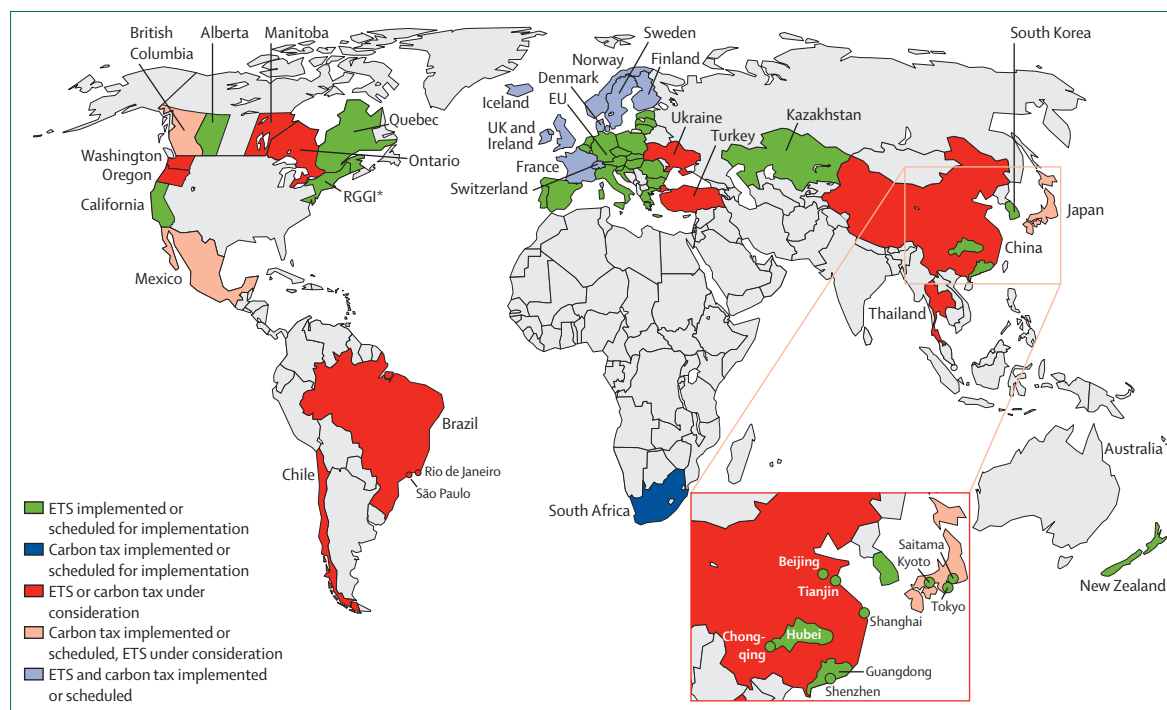 British
Columbia
Alberta
Manitoba
Sweden
Norway
Finland
Denmark
EU
South Korea
Iceland
Quebec
UK and
Ireland
Ukraine
Kazakhstan
Turkey
Washington
Oregon
Ontario
France
RGGI*
Switzerland
California
Japan
China
Mexico
Thailand
Brazil
Australia
Chile
Rio de Janeiro
São Paulo
South Africa
ETS implemented or
scheduled for implementation
Carbon tax implemented or
scheduled for implementation
ETS or carbon tax under
consideration
Carbon tax implemented or
scheduled, ETS under consideration
ETS and carbon tax implemented
or scheduled
Beijing
Tianjin
Saitama
Kyoto
Tokyo
Shanghai
Chong-
qing
Hubei
Guangdong
Shenzhen
New Zealand